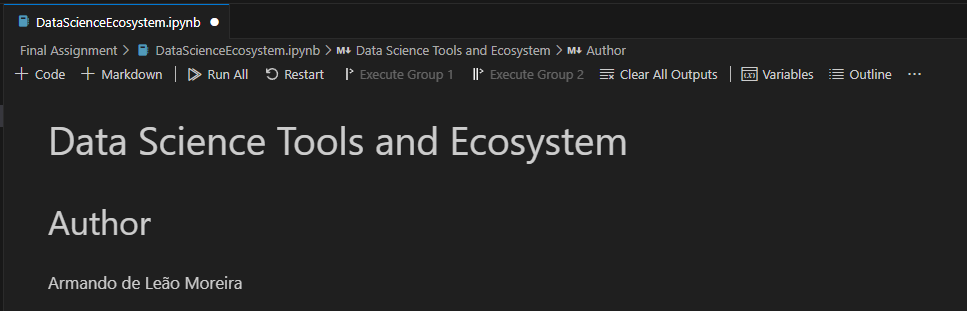 DataScienceEcosystem.ipynb
Final Assignment > DataScienceEcosystem.ipynb > M↓ Data Science Tools and Ecosystem > M↓ Author
+ Code + Markdown Run All Restart Execute Group 1 Execute Group 2 Clear All Outputs (x) Variables Outline ...
Data Science Tools and Ecosystem
Author
Armando de Leão Moreira